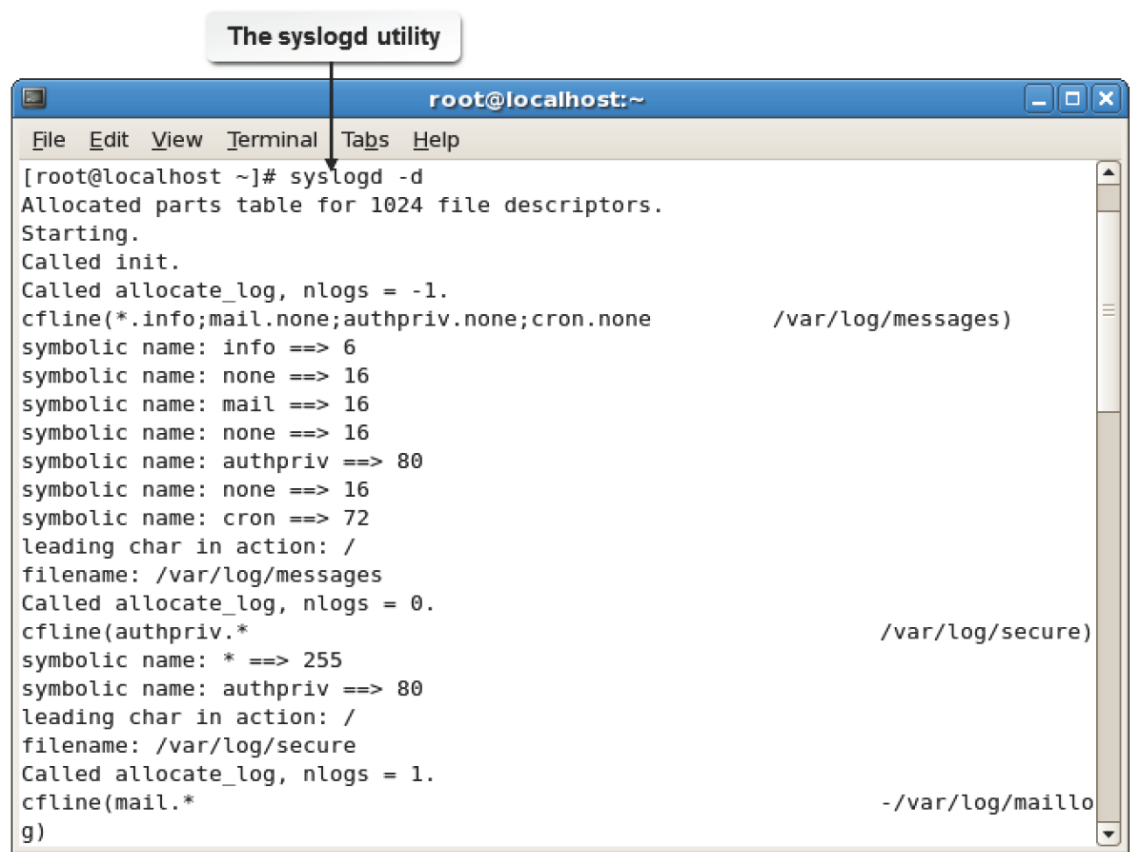 The syslogd utility
root@localhost:~
File Edit View Terminal Tabs Help
[root@localhost ~]# syslogd -d
Allocated parts table for 1024 file descriptors.
Starting.
Called init.
Called allocate_log, nlogs = -1.
cfline(*.info;mail.none;authpriv.none;cron.none         /var/log/messages)
symbolic name: info ==> 6
symbolic name: none ==> 16
symbolic name: mail ==> 16
symbolic name: none ==> 16
symbolic name: authpriv ==> 80
symbolic name: none ==> 16
symbolic name: cron ==> 72
leading char in action: /
filename: /var/log/messages
Called allocate_log, nlogs = 0.
cfline(authpriv.*                                               /var/log/secure)
symbolic name: * ==> 255
symbolic name: authpriv ==> 80
leading char in action: /
filename: /var/log/secure
Called allocate_log, nlogs = 1.
cfline(mail.*                                                   -/var/log/maillo
g)